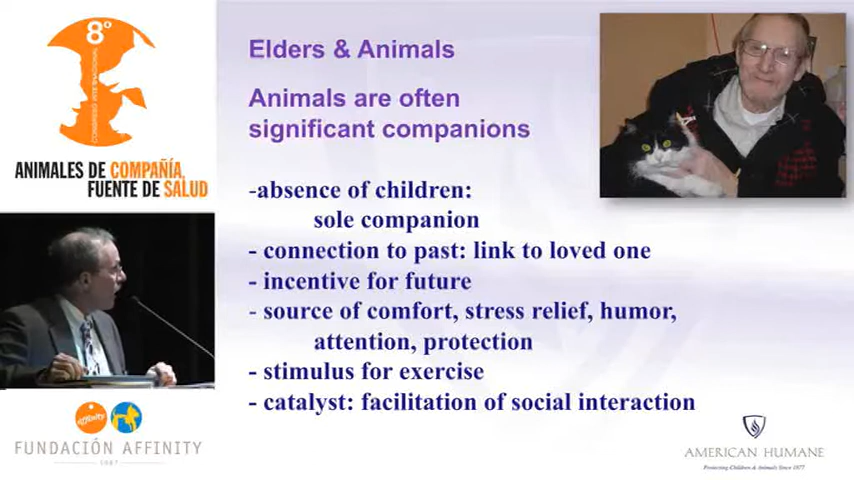 8º
CONGRESO INTERNACIONAL
ANIMALES DE COMPAÑÍA,
FUENTE DE SALUD
affinity
FUNDACIÓN AFFINITY
1987
Elders & Animals
Animals are often
significant companions
-absence of children:
sole companion
- connection to past: link to loved one
- incentive for future
- source of comfort, stress relief, humor,
attention, protection
- stimulus for exercise
- catalyst: facilitation of social interaction
AMERICAN HUMANE
Protecting Children & Animals Since 1877